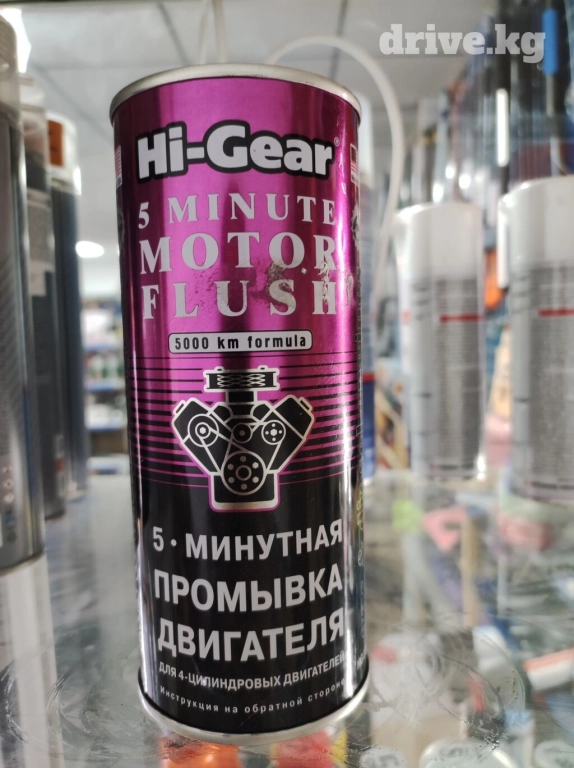 drive.kg
Hi-Gear
5 MINUTE
MOTOR
FLUSH
5000 km formula
5 · МИНУТНАЯ
ПРОМЫВКА
ДВИГАТЕЛЯ
ДЛЯ 4-ЦИЛИНДРОВЫХ ДВИГАТЕЛЕЙ
Инструкция на обратной стороне